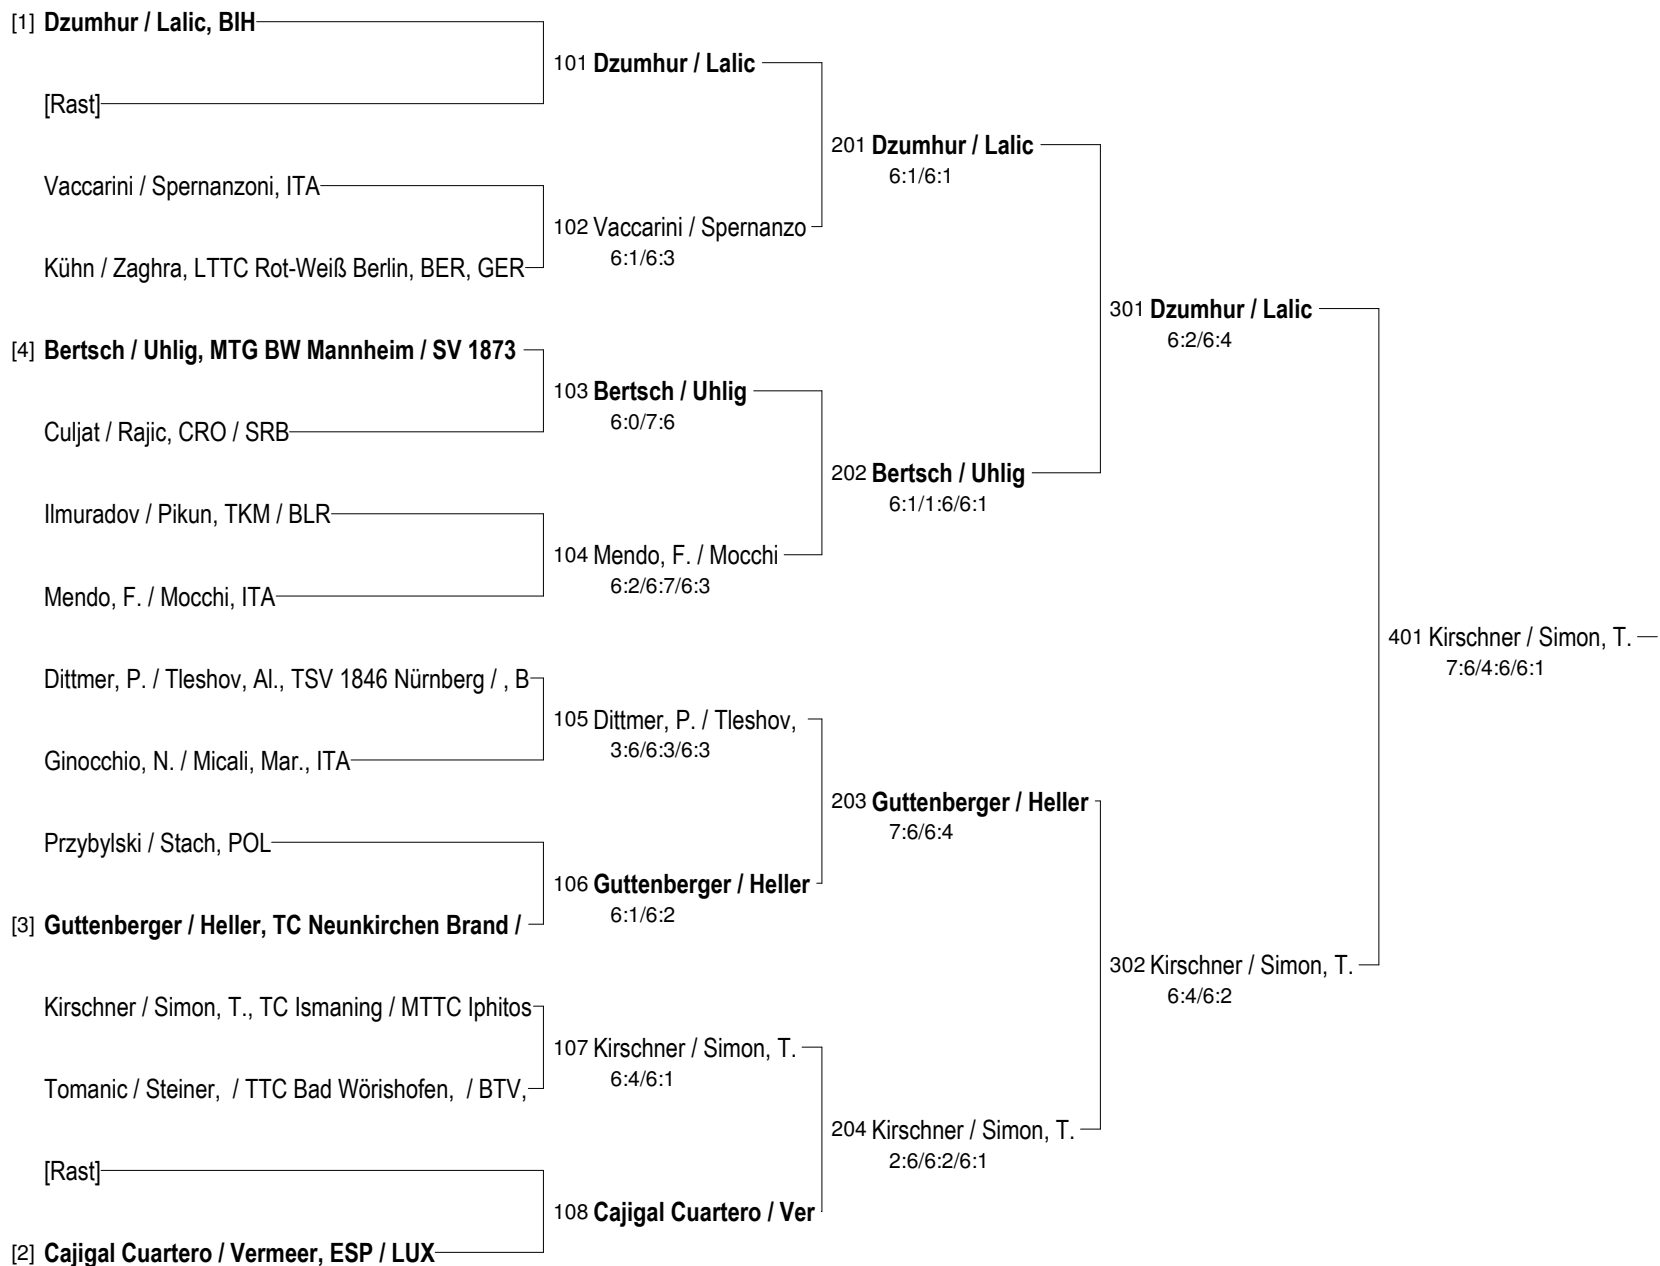 [1] Dzumhur / Lalic, BIH
[Rast]
Vaccarini / Spernanzoni, ITA
Kühn / Zaghra, LTTC Rot-Weiß Berlin, BER, GER
[4] Bertsch / Uhlig, MTG BW Mannheim / SV 1873
Culjat / Rajic, CRO / SRB
Ilmuradov / Pikun, TKM / BLR
Mendo, F. / Mocchi, ITA
Dittmer, P. / Tleshov, Al., TSV 1846 Nürnberg / , B
Ginocchio, N. / Micali, Mar., ITA
Przybylski / Stach, POL
[3] Guttenberger / Heller, TC Neunkirchen Brand /
Kirschner / Simon, T., TC Ismaning / MTTC Iphitos
Tomanic / Steiner, / TTC Bad Wörishofen, / BTV,
[Rast]
[2] Cajigal Cuartero / Vermeer, ESP / LUX
101 Dzumhur / Lalic
102 Vaccarini / Spernanzo
6:1/6:3
103 Bertsch / Uhlig
6:0/7:6
104 Mendo, F. / Mocchi
6:2/6:7/6:3
105 Dittmer, P. / Tleshov,
3:6/6:3/6:3
106 Guttenberger / Heller
6:1/6:2
107 Kirschner / Simon, T.
6:4/6:1
108 Cajigal Cuartero / Ver
201 Dzumhur / Lalic
6:1/6:1
202 Bertsch / Uhlig
6:1/1:6/6:1
203 Guttenberger / Heller
7:6/6:4
204 Kirschner / Simon, T.
2:6/6:2/6:1
301 Dzumhur / Lalic
6:2/6:4
302 Kirschner / Simon, T.
6:4/6:2
401 Kirschner / Simon, T.
7:6/4:6/6:1